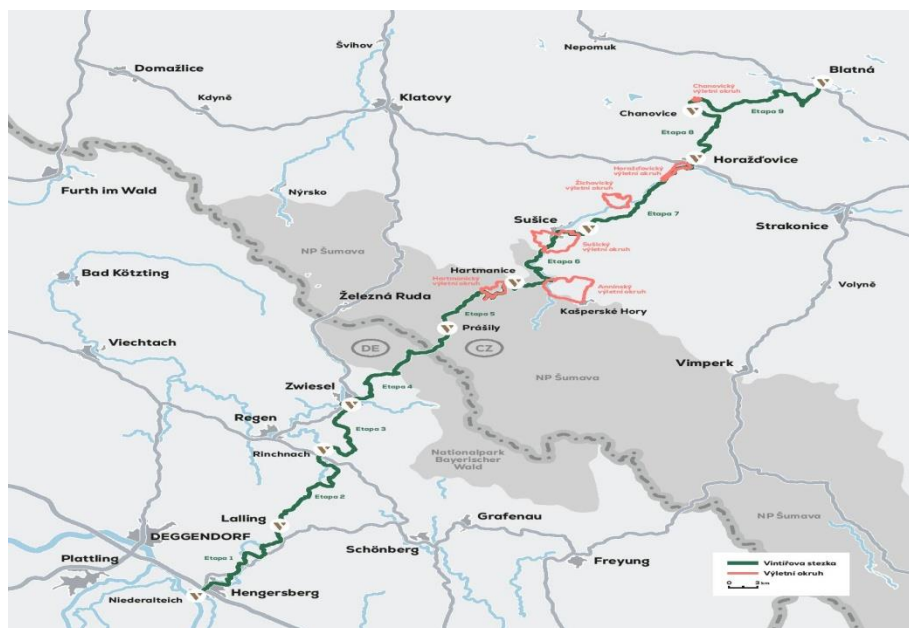 Švihov
Nepomuk
Domažlice
Blatná
Chanovický
výletní okruh
Kdyně
Klatovy
Chanovice
Etapa 9
Etapa 8
Horažďovice
Furth im Wald
Nýrsko
Horažďovický
výletní okruh
Žichovický
výletní okruh
Etapa 7
Sušice
Strakonice
NP Šumava
Sušický
výletní okruh
Bad Kötzting
Hartmanice
Etapa 6
Hartmanický
výletní okruh
Annínský
výletní okruh
Volyně
Železná Ruda
Kašperské Hory
Etapa 5
Prášily
Viechtach
DE
CZ
Vimperk
Zwiesel
Etapa 4
NP Šumava
Regen
Etapa 3
Rinchnach
Nationalpark
Bayerischer
Wald
Etapa 2
NP Šumava
Lalling
Grafenau
DEGGENDORF
Schönberg
Etapa 1
Plattling
Freyung
Vintířova stezka
Výletní okruh
0 3 km
Hengersberg
Niederalteich